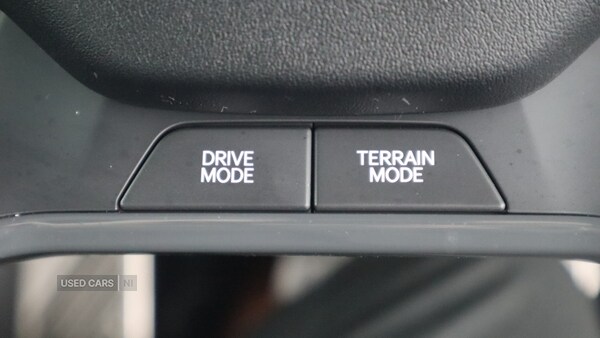 DRIVE
MODE
TERRAIN
MODE
USED CARS NI